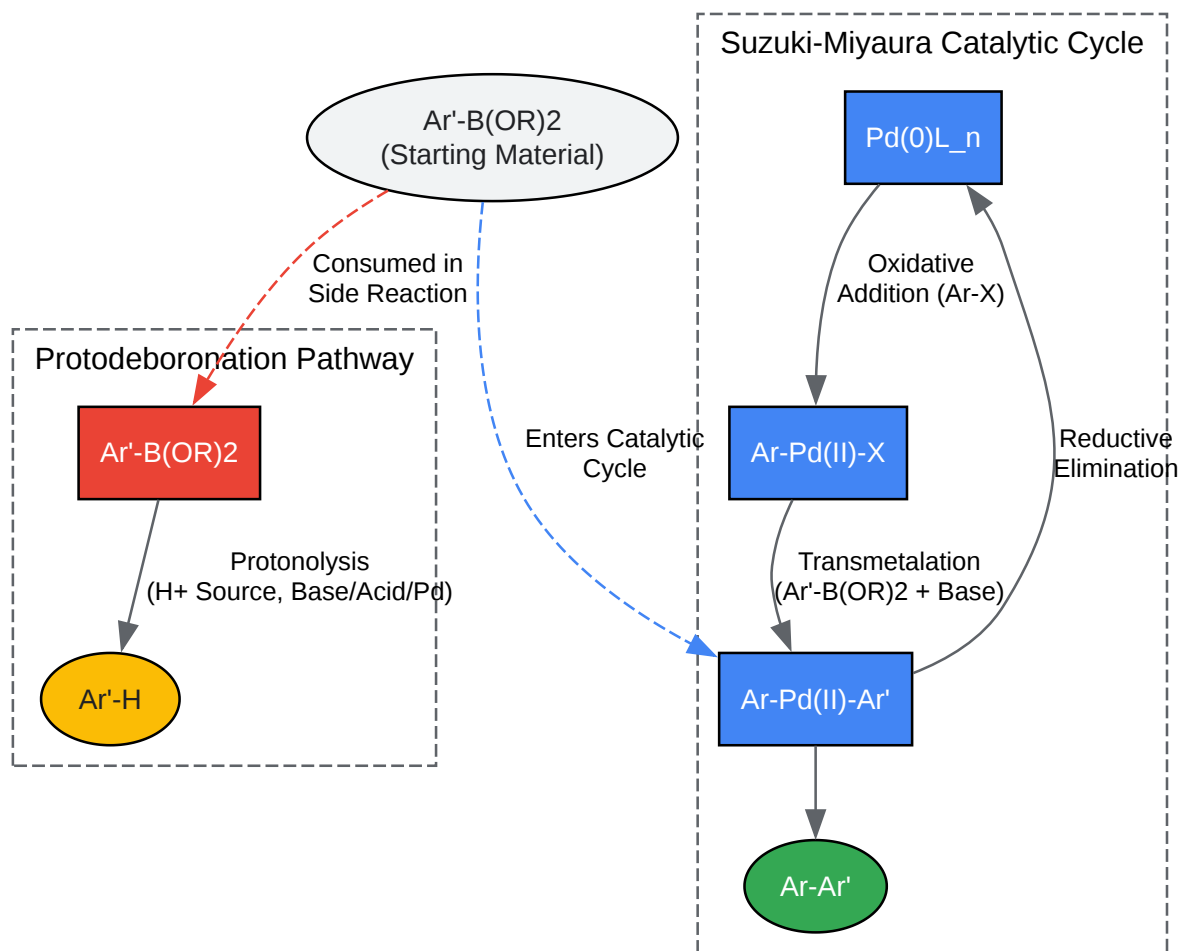 Suzuki-Miyaura Catalytic Cycle
Ar'-B(OR)2
(Starting Material)
Pd(0)L_n
Consumed in
Side Reaction
Oxidative
Addition (Ar-X)
Protodeboronation Pathway
Ar'-B(OR)2
Enters Catalytic
Cycle
Ar-Pd(II)-X
Reductive
Elimination
Protonolysis
(H+ Source, Base/Acid/Pd)
Transmetalation
(Ar'-B(OR)2 + Base)
Ar'-H
Ar-Pd(II)-Ar'
Ar-Ar'